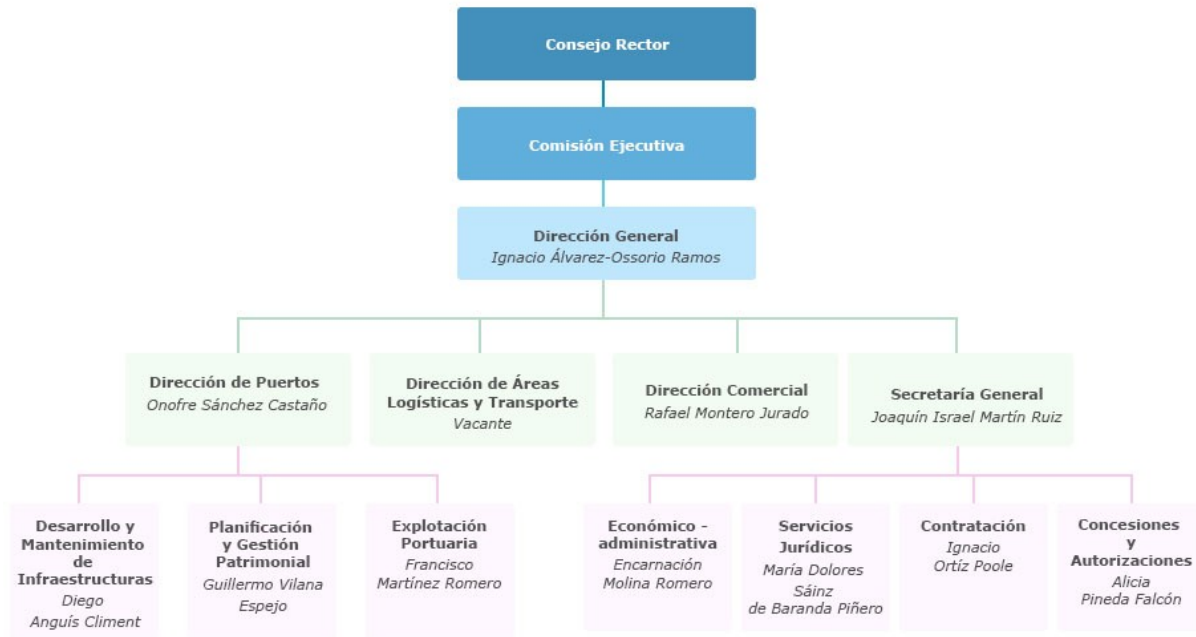 Consejo Rector
Comisión Ejecutiva
Dirección General
Ignacio Álvarez-Ossorio Ramos
Dirección de Puertos
Onofre Sánchez Castaño
Dirección de Áreas
Logísticas y Transporte
Vacante
Dirección Comercial
Rafael Montero Jurado
Secretaría General
Joaquín Israel Martín Ruiz
Desarrollo y
Mantenimiento
de
Infraestructuras
Diego
Anguís Climent
Planificación
y Gestión
Patrimonial
Guillermo Vilana
Espejo
Explotación
Portuaria
Francisco
Martínez Romero
Económico -
administrativa
Encarnación
Molina Romero
Servicios
Jurídicos
María Dolores
Sáinz
de Baranda Piñero
Contratación
Ignacio
Ortíz Poole
Concesiones
y
Autorizaciones
Alicia
Pineda Falcón